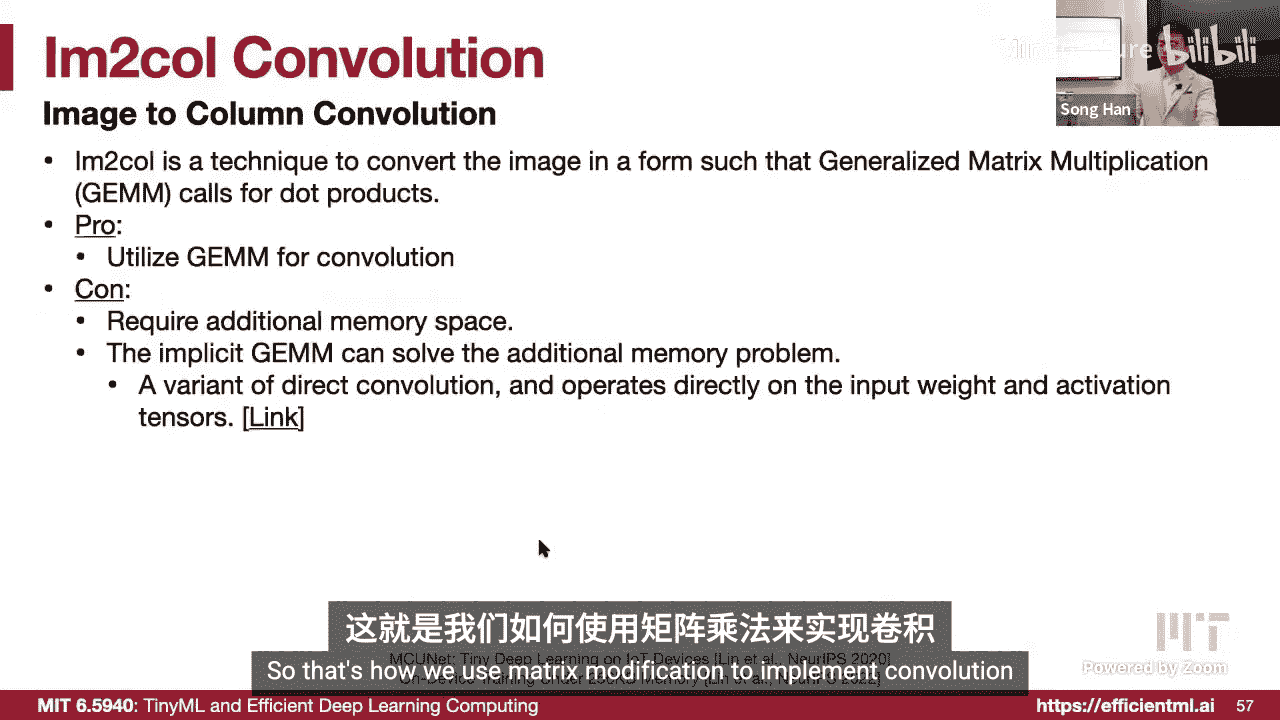 Im2col Convolution
bilibili
Song Han
Image to Column Convolution
• Im2col is a technique to convert the image in a form such that Generalized Matrix Multiplication
(GEMM) calls for dot products.
• Pro:
• Utilize GEMM for convolution
• Con:
• Require additional memory space.
• The implicit GEMM can solve the additional memory problem.
• A variant of direct convolution, and operates directly on the input weight and activation
tensors. [Link]
这就是我们如何使用矩阵乘法来实现卷积
MCUNet: Tiny Deep Learning on IoT Devices [Lin et al., NeurIPS 2020]
So that's how we use matrix modification to implement convolution
MIT
Powered by Zoom
MIT 6.5940: TinyML and Efficient Deep Learning Computing
https://efficientml.ai
57